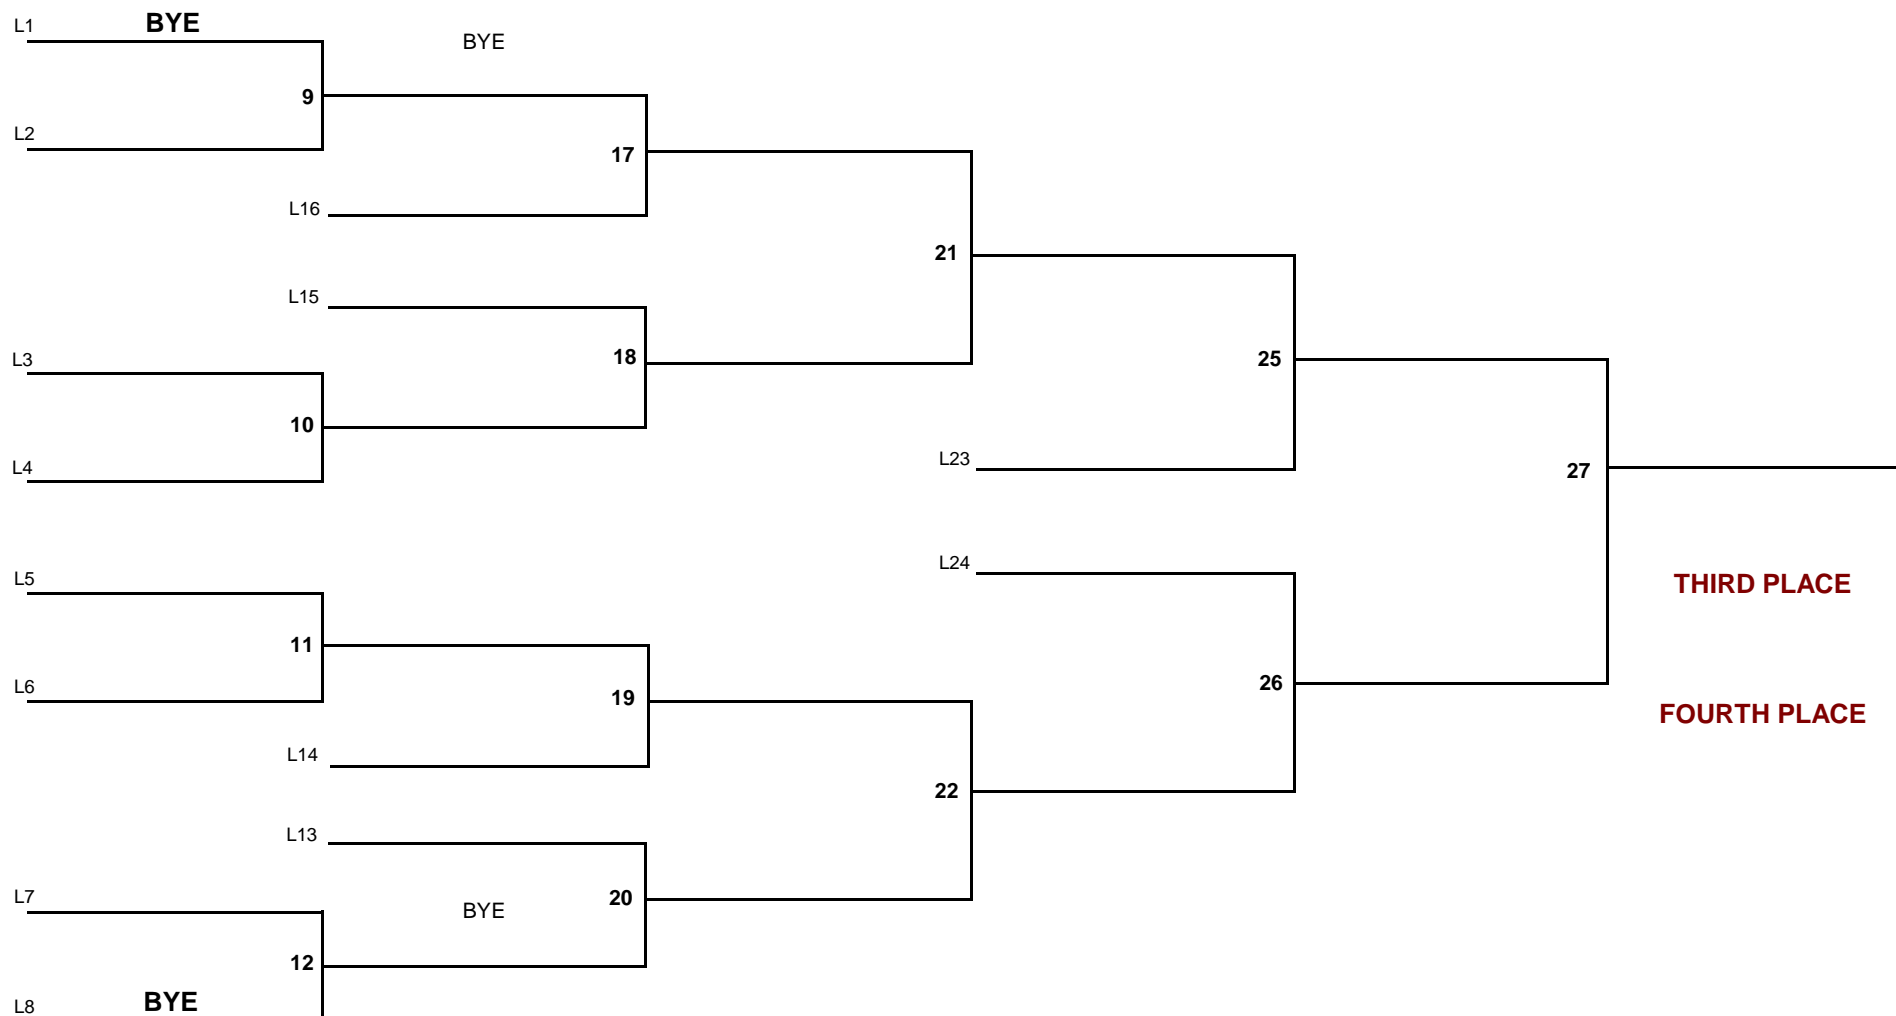 L1 BYE
BYE
9
L2
17
L16
21
L15
L3
18
25
10
L23
L4
27
L24
L5
THIRD PLACE
11
L6
26
19
FOURTH PLACE
L14
22
L13
L7
20
BYE
12
L8 BYE